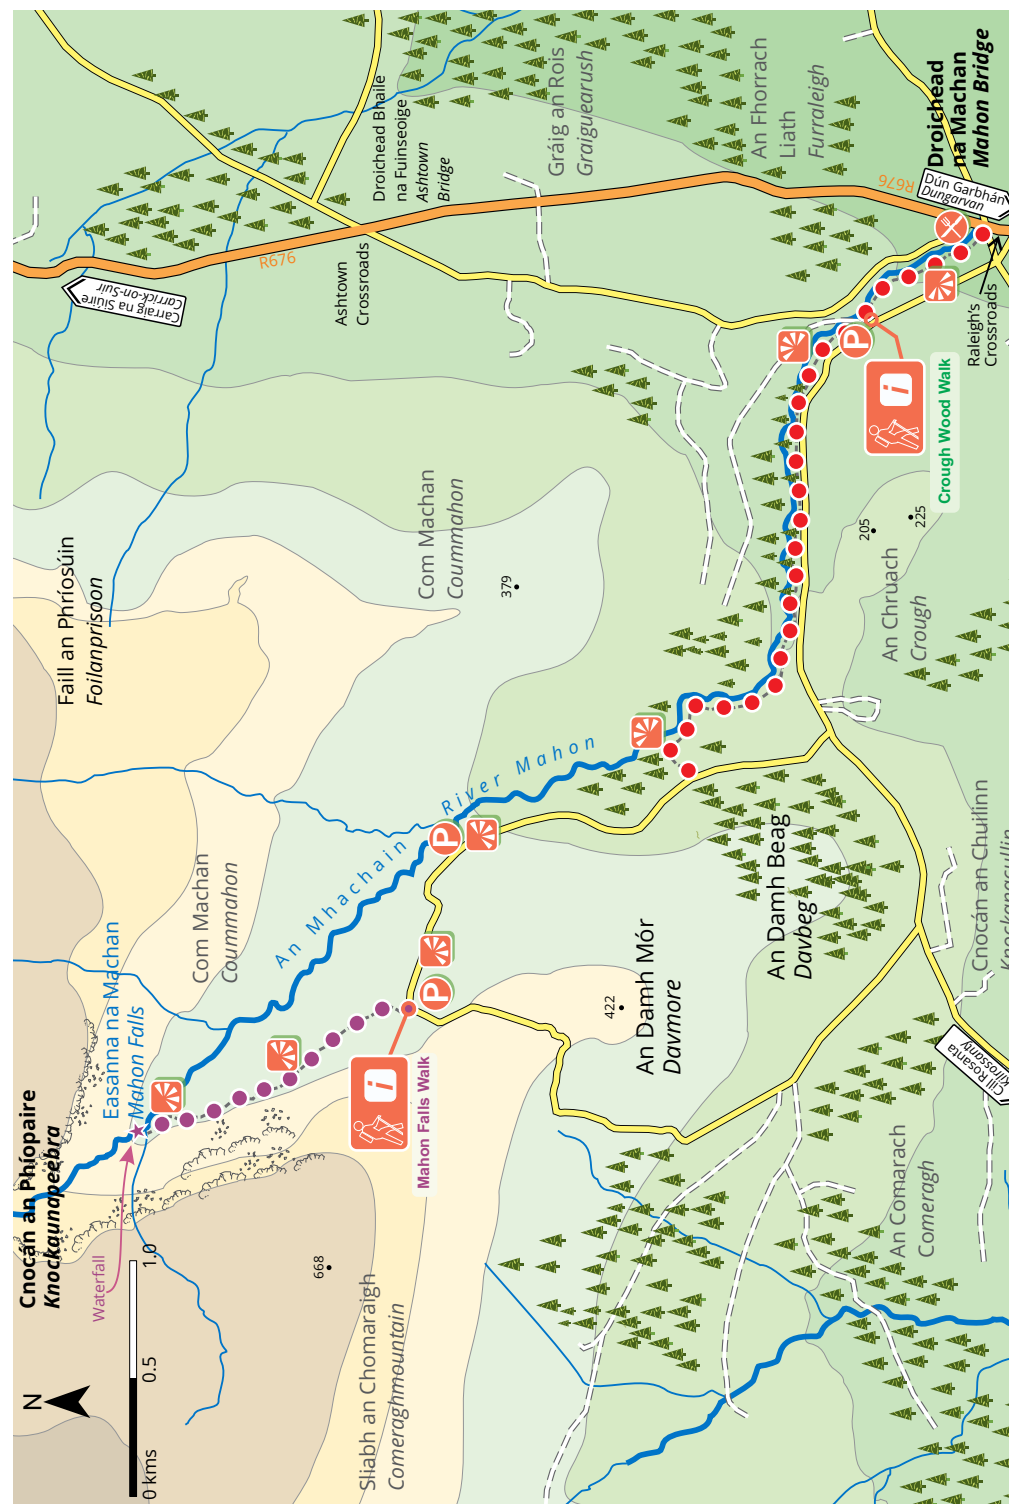 Cnocán an Phíopaire
Knockaunapeebra
Easanna na Machan
Mahon Falls
Waterfall
N
0 kms
0.5
1.0
668
Sliabh an Chomaraigh
Comeraghmountain
Faill an Phríosúin
Foilanprisoon
Com Machan
Coummahon
An Mhachain
River Mahon
Com Machan
Coummahon
379
i
Mahon Falls Walk
P
P
422
An Damh Mór
Davmore
An Damh Beag
Davbeg
Carraig na Siúire
Carrick-on-Suir
R676
Ashtown
Crossroads
Droichead Bhaile
na Fuinseoige
Ashtown
Bridge
Gráig an Rois
Graiguearush
An Fhorrach
Liath
Furraleigh
R676
Droichead
na Machan
Mahon Bridge
Dún Garbhán
Dungarvan
Raleigh's
Crossroads
P
i
Crough Wood Walk
205
225
An Chruach
Crough
Cnocán an Chuilinn
Knockanacullin
Cill Rosanta
Kilrossanty
An Comarach
Comeragh